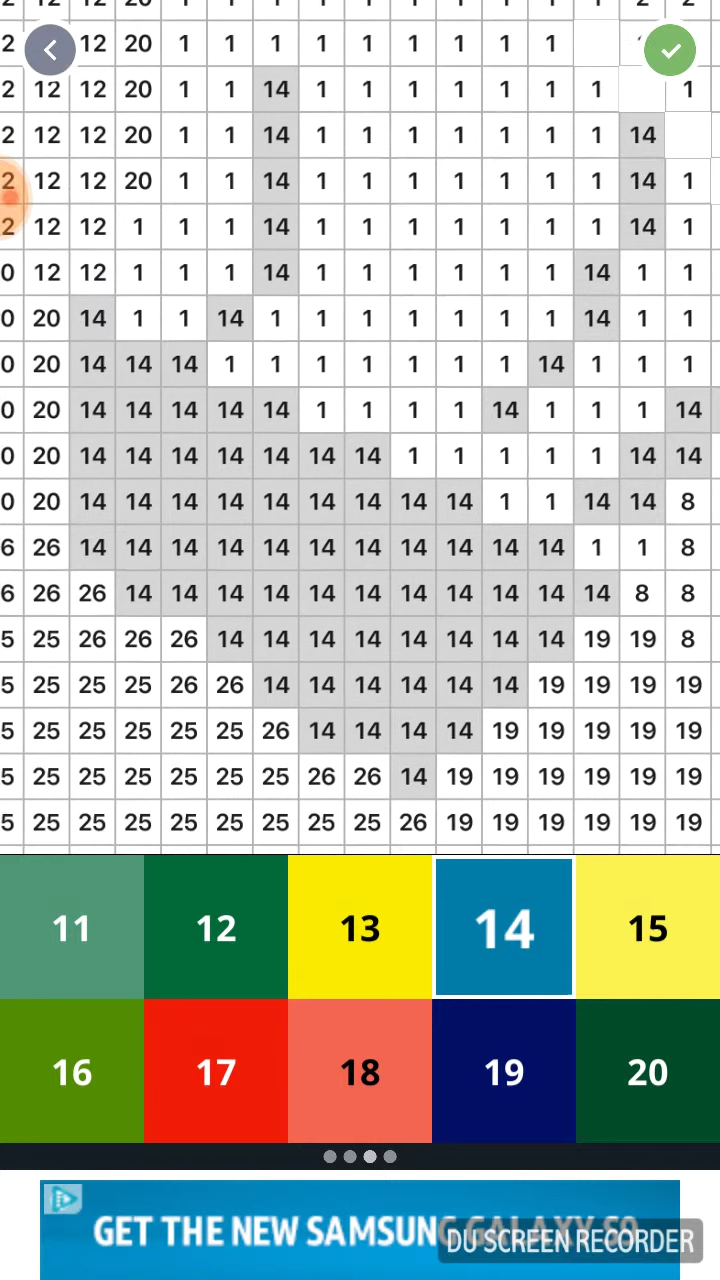 2 12 12 20 1 1 1 1 1 1 1 1 1
2 12 12 20 1 1 14 1 1 1 1 1 1 1 1
2 12 12 20 1 1 14 1 1 1 1 1 1 1 14
2 12 12 20 1 1 14 1 1 1 1 1 1 1 14 1
2 12 12 1 1 1 14 1 1 1 1 1 1 1 14 1
0 12 12 1 1 1 14 1 1 1 1 1 1 14 1 1
0 20 14 1 1 14 1 1 1 1 1 1 1 14 1 1
0 20 14 14 14 1 1 1 1 1 1 1 14 1 1 1
0 20 14 14 14 14 14 1 1 1 1 14 1 1 1 14
0 20 14 14 14 14 14 14 14 1 1 1 1 1 14 14
0 20 14 14 14 14 14 14 14 14 14 1 1 14 14 8
6 26 14 14 14 14 14 14 14 14 14 14 14 1 1 8
6 26 26 14 14 14 14 14 14 14 14 14 14 14 8 8
5 25 26 26 26 14 14 14 14 14 14 14 14 19 19 8
5 25 25 25 26 26 14 14 14 14 14 14 19 19 19 19
5 25 25 25 25 25 26 14 14 14 14 19 19 19 19 19
5 25 25 25 25 25 25 26 26 14 19 19 19 19 19 19
5 25 25 25 25 25 25 25 25 26 19 19 19 19 19 19
11 12 13 14 15
16 17 18 19 20
GET THE NEW SAMSUNG GALAXY S9
DU SCREEN RECORDER